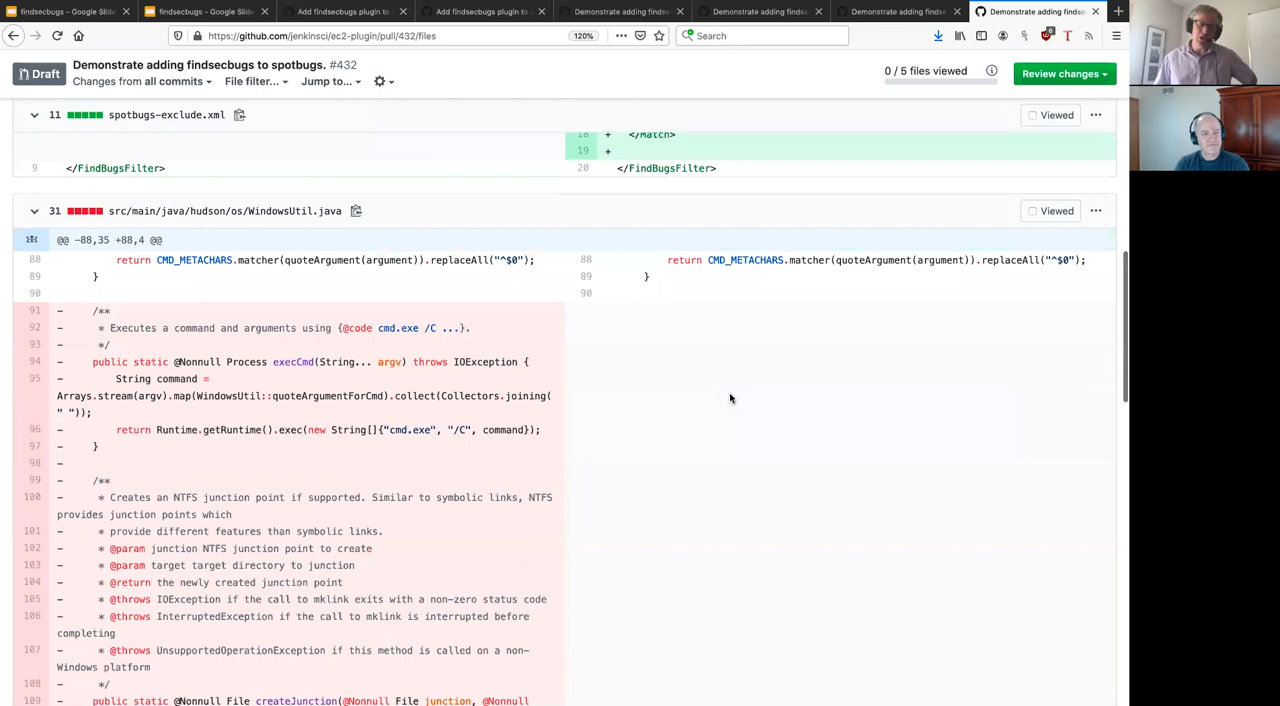 findsecbugs - Google Slide
findsecbugs - Google Slide
Add findsecbugs plugin to
Add findsecbugs plugin to
Demonstrate adding findse
Demonstrate adding findse
Demonstrate adding findse
Demonstrate adding findse
https://github.com/jenkinsci/ec2-plugin/pull/432/files
120%
Search
Draft
Demonstrate adding findsecbugs to spotbugs. #432
Changes from all commits
File filter...
Jump to...
0 / 5 files viewed
Review changes
11 spotbugs-exclude.xml
Viewed
18 + </Match>
19 +
9 </FindBugsFilter>
20 </FindBugsFilter>
31 src/main/java/hudson/os/WindowsUtil.java
Viewed
@@ -88,35 +88,4 @@
88 return CMD_METACHARS.matcher(quoteArgument(argument)).replaceAll("^$0");
88 return CMD_METACHARS.matcher(quoteArgument(argument)).replaceAll("^$0");
89 }
89 }
90
90
91 - /**
92 - * Executes a command and arguments using {@code cmd.exe /C ...}.
93 - */
94 - public static @Nonnull Process execCmd(String... argv) throws IOException {
95 - String command =
Arrays.stream(argv).map(WindowsUtil::quoteArgumentForCmd).collect(Collectors.joining(
" "));
96 - return Runtime.getRuntime().exec(new String[]{"cmd.exe", "/C", command});
97 - }
98 -
99 - /**
100 - * Creates an NTFS junction point if supported. Similar to symbolic links, NTFS
provides junction points which
101 - * provide different features than symbolic links.
102 - * @param junction NTFS junction point to create
103 - * @param target target directory to junction
104 - * @return the newly created junction point
105 - * @throws IOException if the call to mklink exits with a non-zero status code
106 - * @throws InterruptedException if the call to mklink is interrupted before
completing
107 - * @throws UnsupportedOperationException if this method is called on a non-
Windows platform
108 - */
109 public static @Nonnull File createJunction(@Nonnull File junction, @Nonnull